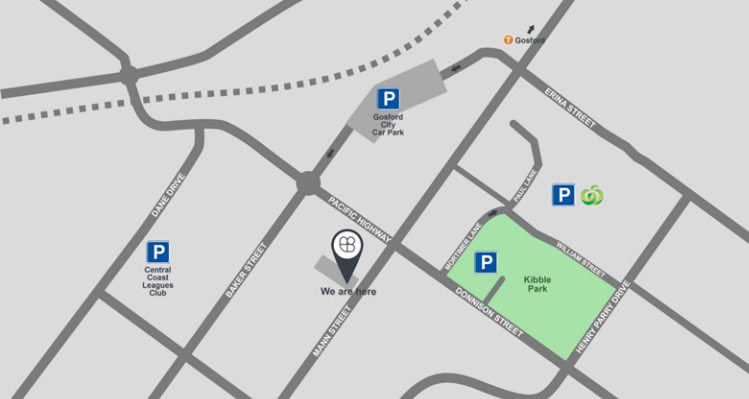 T Gosford
P
Gosford
City
Car Park
ERINA STREET
PAUL LANE
P
DANE DRIVE
PACIFIC HIGHWAY
MORTIMER LANE
WILLIAM STREET
P
Central
Coast
Leagues
Club
BAKER STREET
We are here
MANN STREET
P
Kibble
Park
DONNISON STREET
HENRY PARRY DRIVE